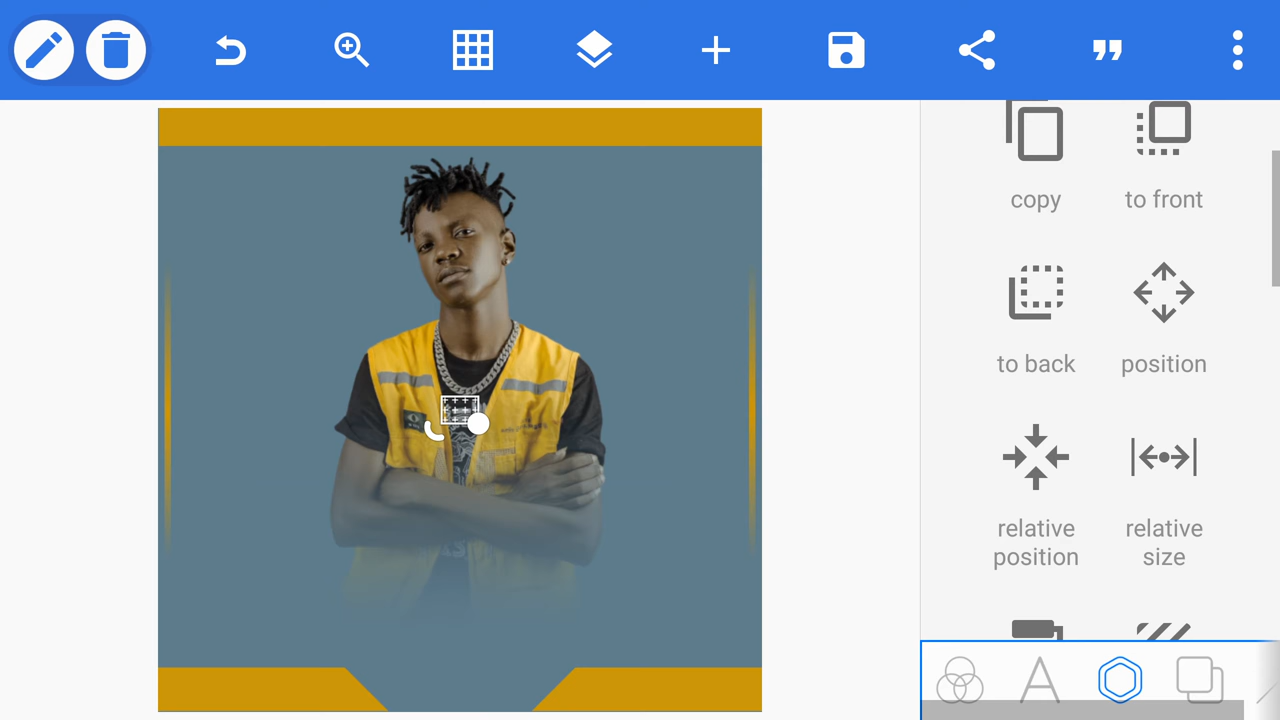 copy
to front
to back
position
relative
position
relative
size